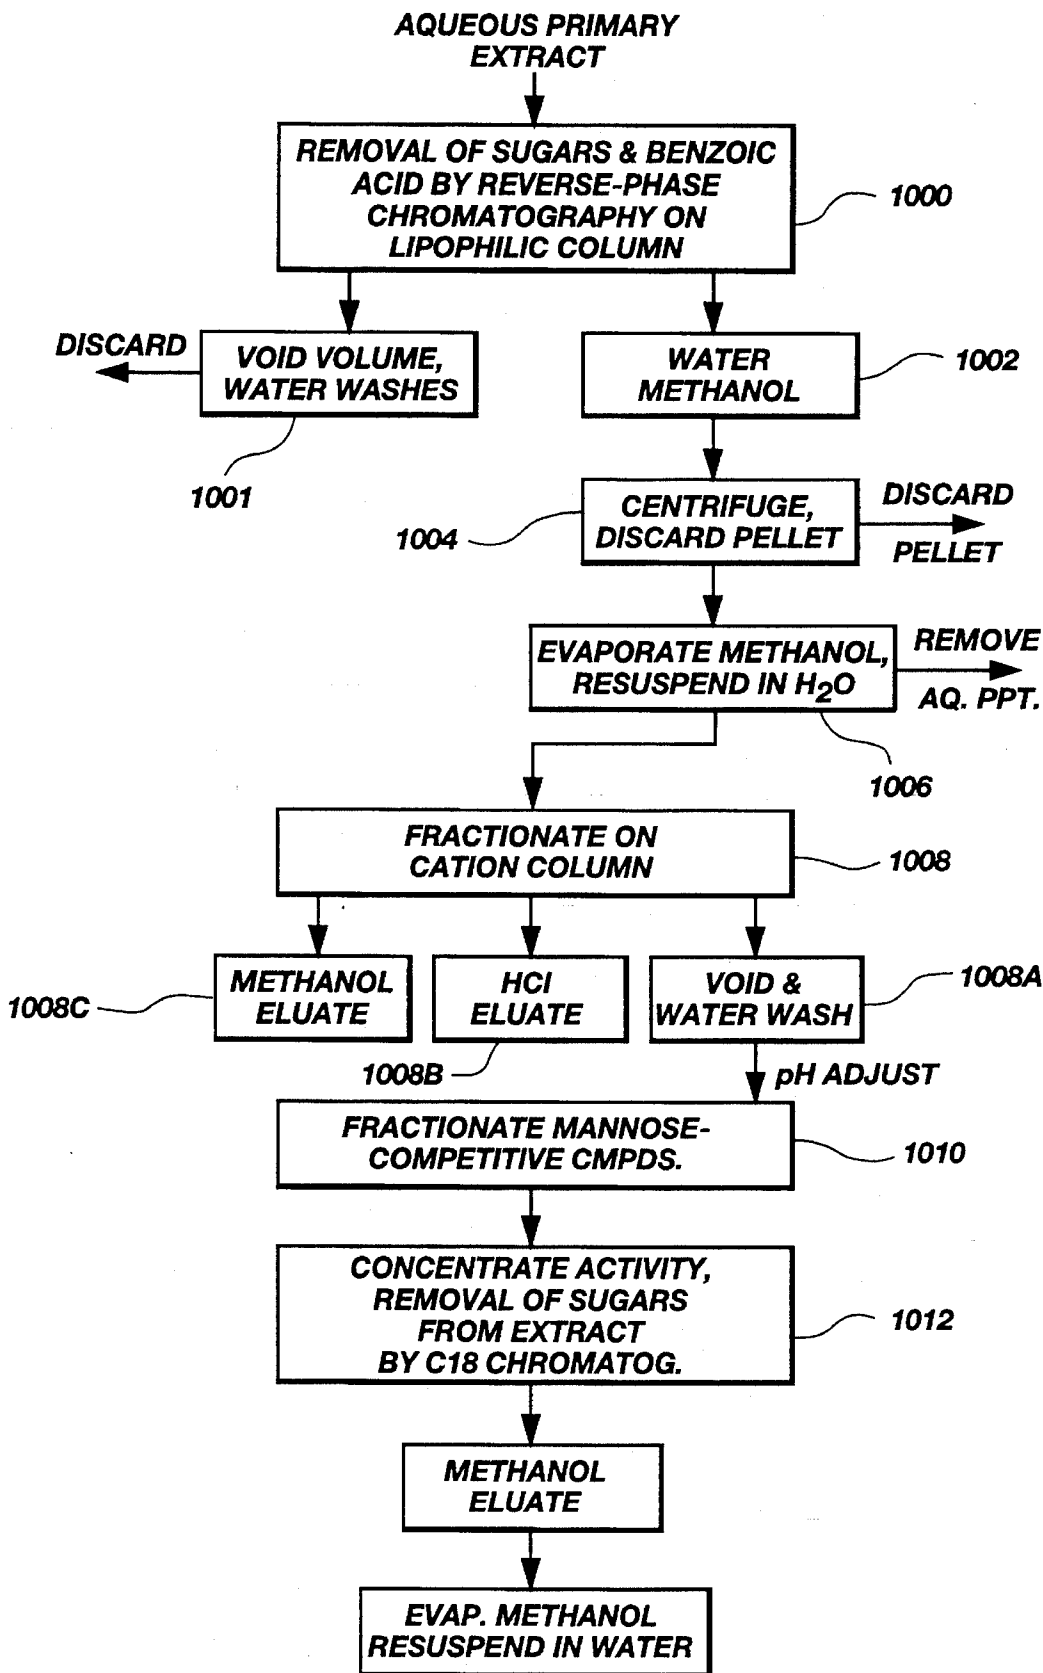 AQUEOUS PRIMARY
EXTRACT
REMOVAL OF SUGARS & BENZOIC
ACID BY REVERSE-PHASE
CHROMATOGRAPHY ON
LIPOPHILIC COLUMN
1000
DISCARD
VOID VOLUME,
WATER WASHES
1001
WATER
METHANOL
1002
CENTRIFUGE,
DISCARD PELLET
1004
DISCARD
PELLET
EVAPORATE METHANOL,
RESUSPEND IN H2O
REMOVE
AQ. PPT.
1006
FRACTIONATE ON
CATION COLUMN
1008
METHANOL
ELUATE
1008C
HCl
ELUATE
1008B
VOID &
WATER WASH
1008A
pH ADJUST
FRACTIONATE MANNOSE-
COMPETITIVE CMPDS.
1010
CONCENTRATE ACTIVITY,
REMOVAL OF SUGARS
FROM EXTRACT
BY C18 CHROMATOG.
1012
METHANOL
ELUATE
EVAP. METHANOL
RESUSPEND IN WATER